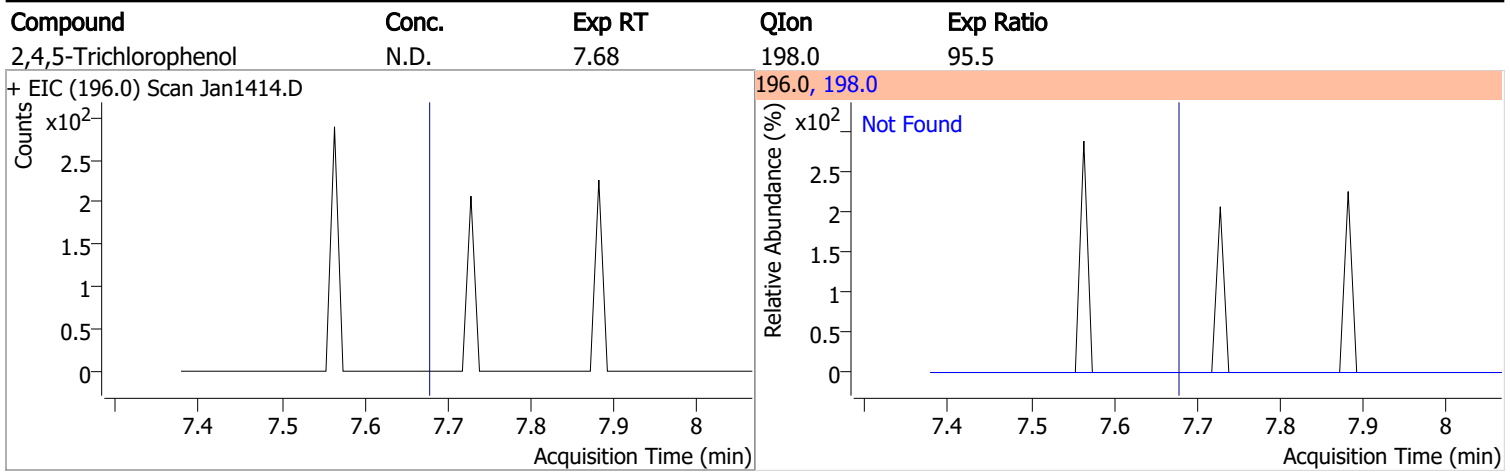 Compound Conc. Exp RT QIon Exp Ratio
2,4,5-Trichlorophenol N.D. 7.68 198.0 95.5
+ EIC (196.0) Scan Jan1414.D
Counts
x10²
2.5
2
1.5
1
0.5
0
7.4 7.5 7.6 7.7 7.8 7.9 8
Acquisition Time (min)
196.0, 198.0
Relative Abundance (%)
x10²
Not Found
2.5
2
1.5
1
0.5
0
7.4 7.5 7.6 7.7 7.8 7.9 8
Acquisition Time (min)